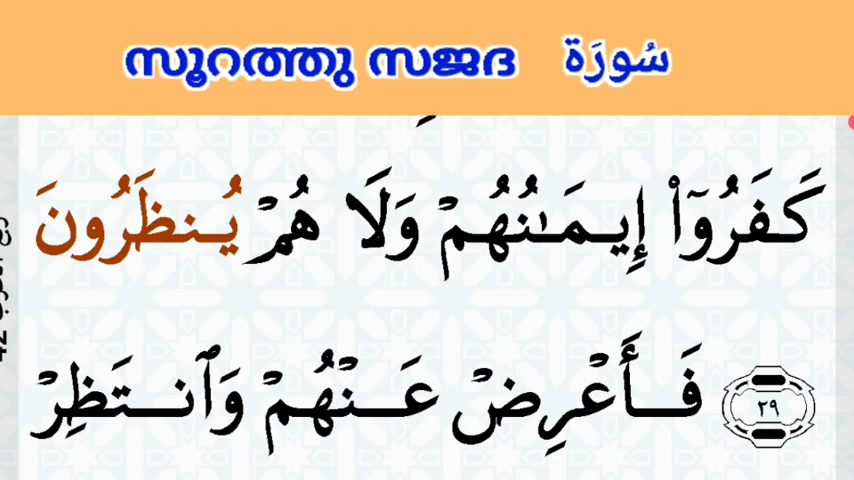 സൂറത്തു സജദ سُورَة
كَفَرُوٓا۟ إِيمَـٰنُهُمْ وَلَا هُمْ يُنظَرُونَ
٢٩ فَأَعْرِضْ عَنْهُمْ وَٱنتَظِرْ